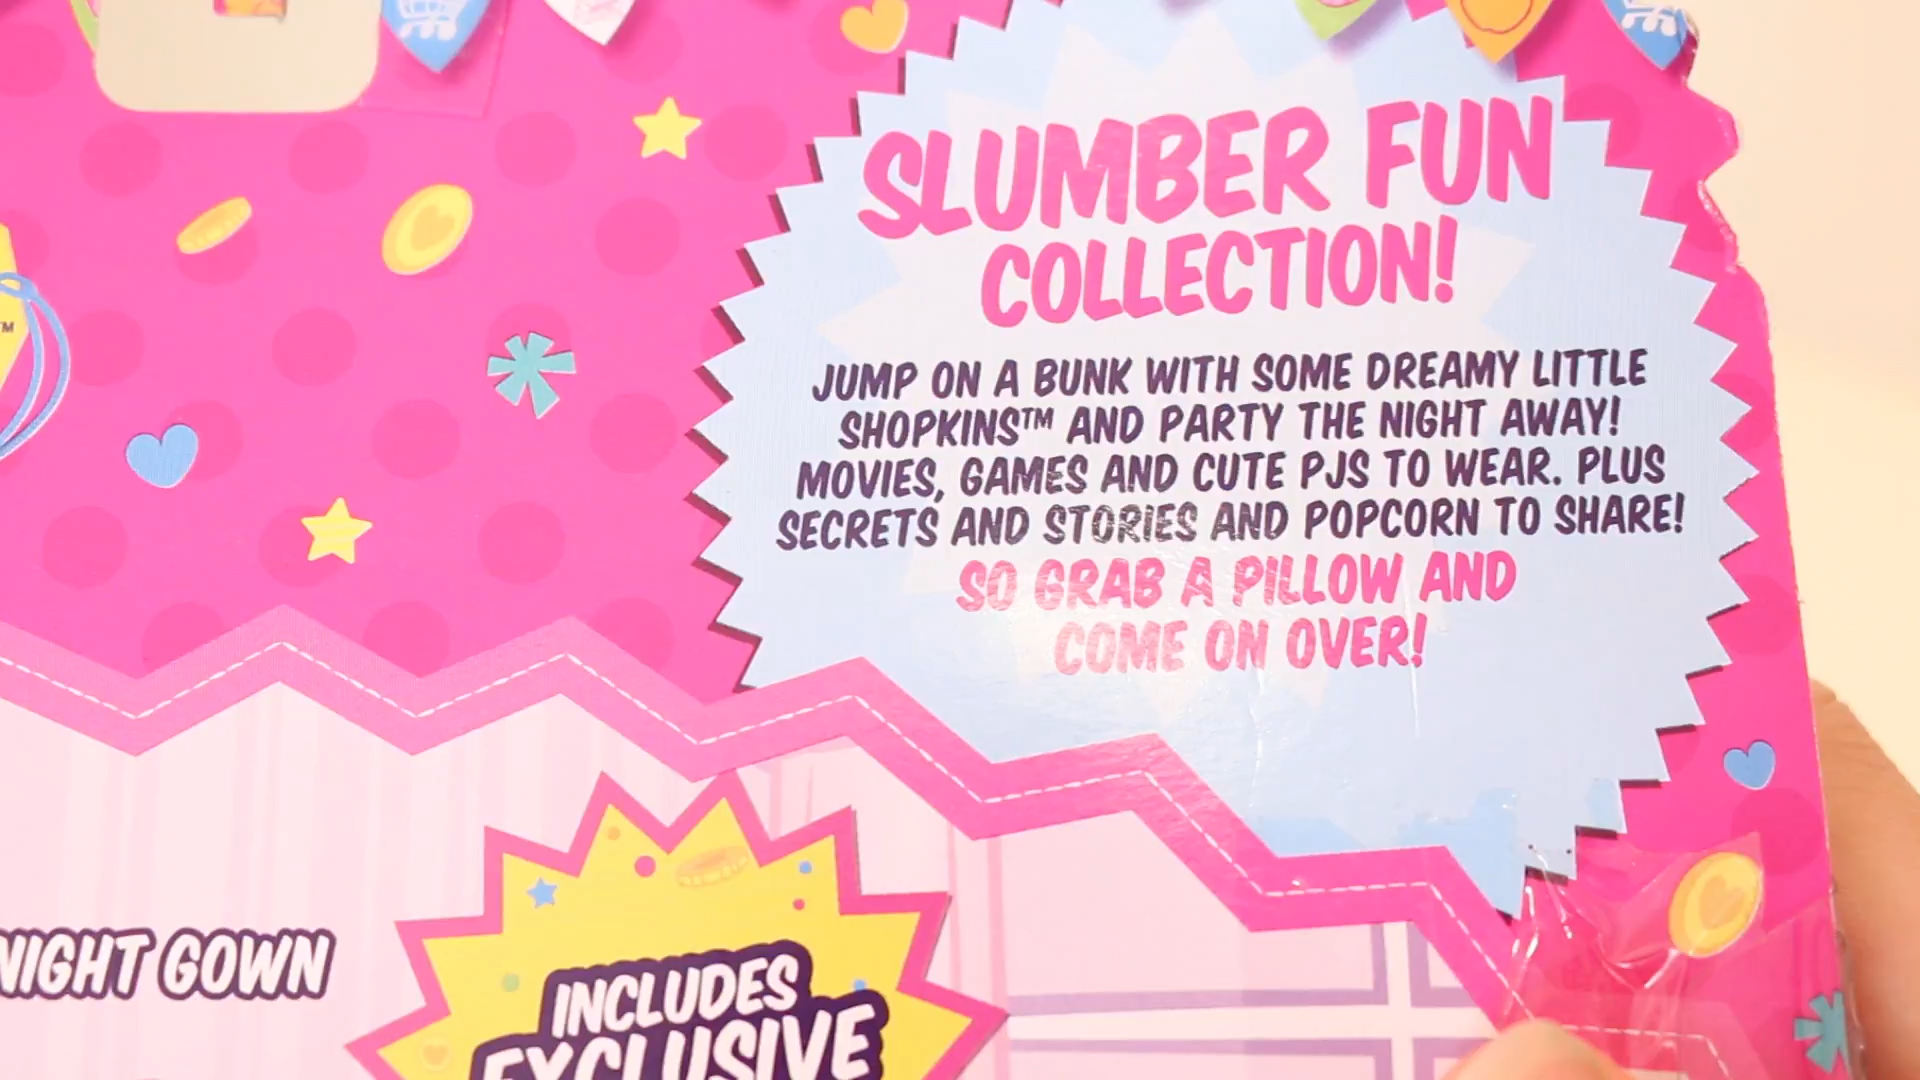 SLUMBER FUN
COLLECTION!
JUMP ON A BUNK WITH SOME DREAMY LITTLE
SHOPKINS™ AND PARTY THE NIGHT AWAY!
MOVIES, GAMES AND CUTE PJS TO WEAR. PLUS
SECRETS AND STORIES AND POPCORN TO SHARE!
SO GRAB A PILLOW AND
COME ON OVER!
™
NIGHT GOWN
INCLUDES
EXCLUSIVE